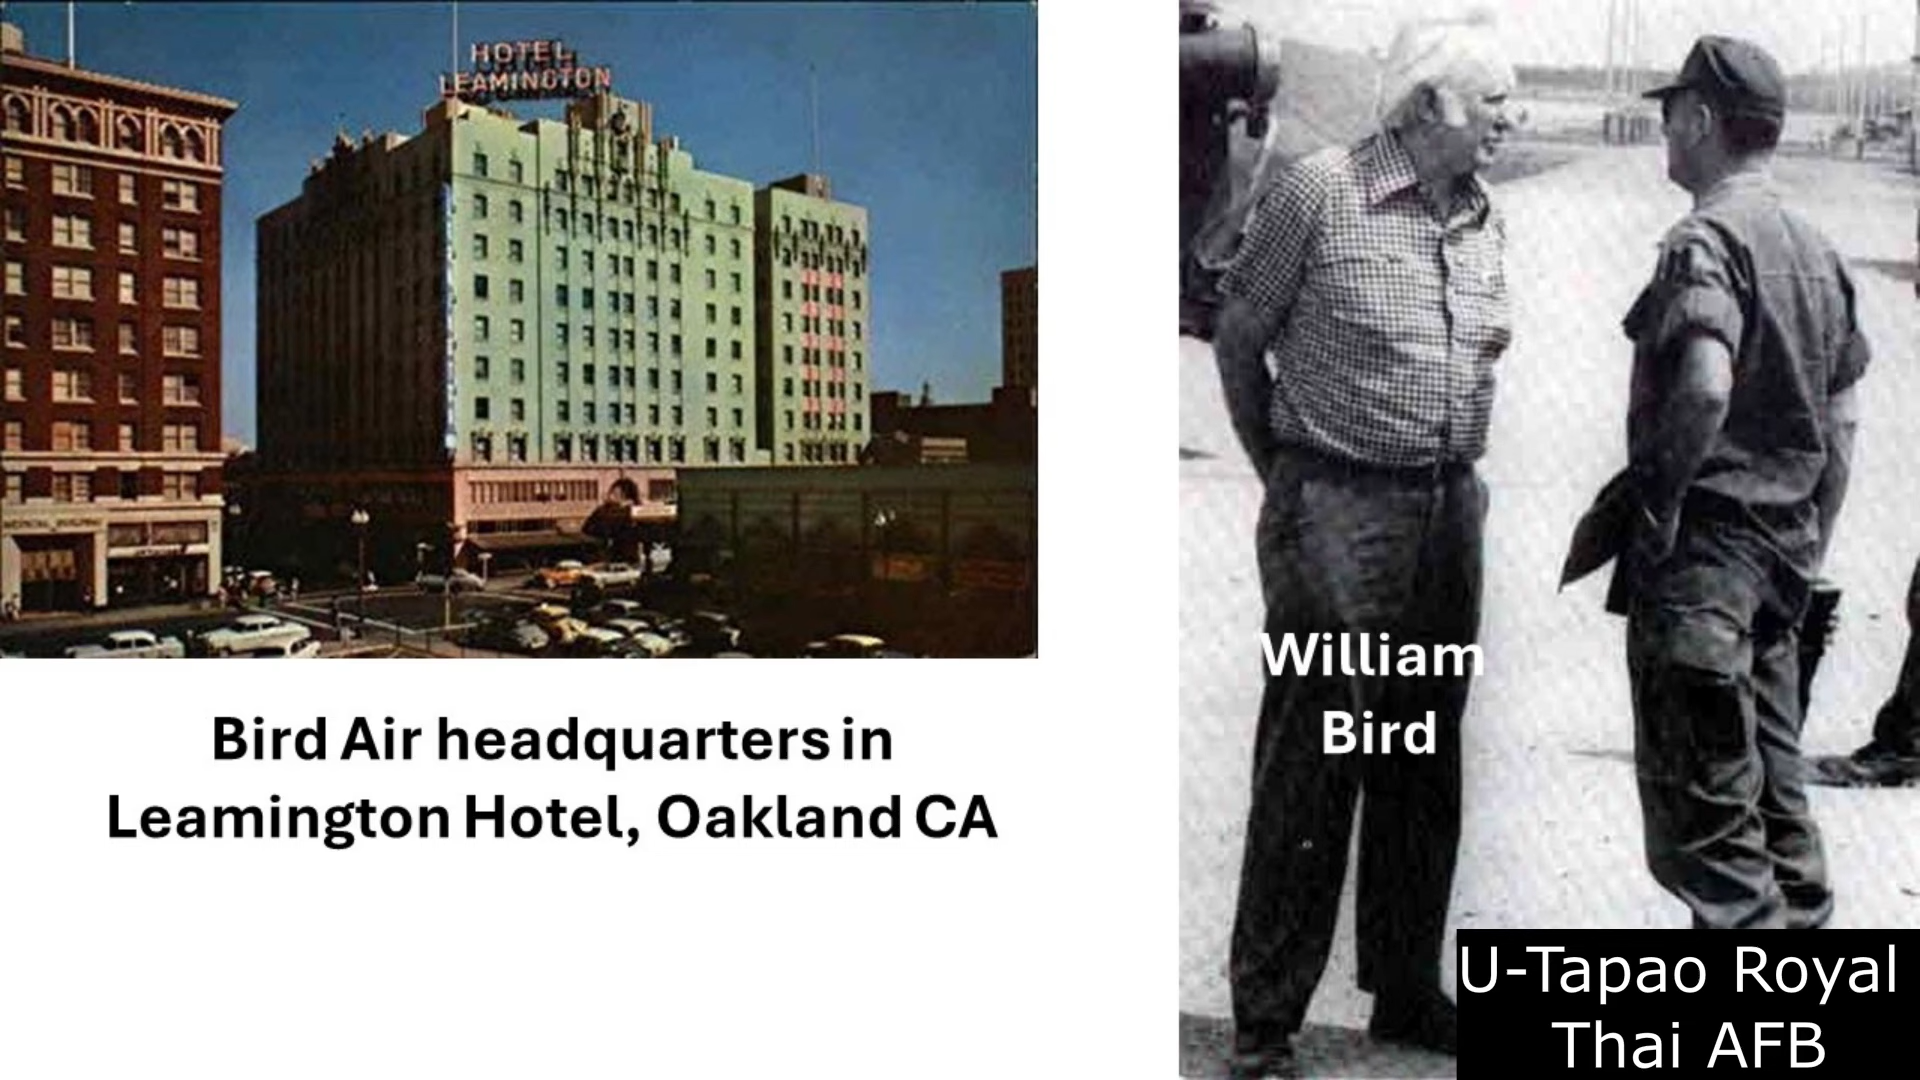 HOTEL
LEAMINGTON
Bird Air headquarters in
Leamington Hotel, Oakland CA
William
Bird
U-Tapao Royal
Thai AFB